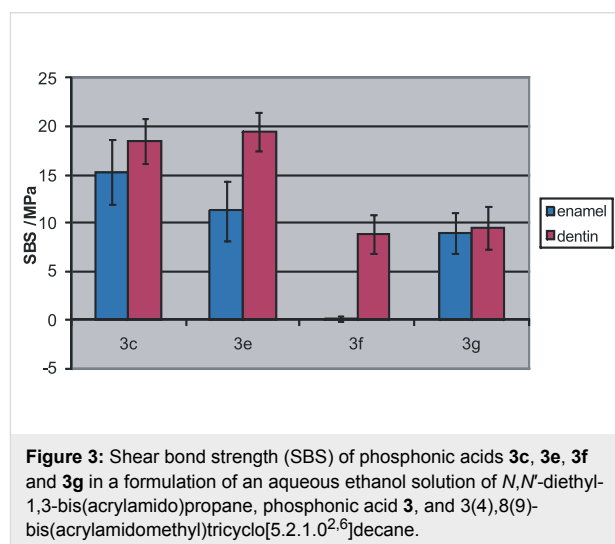 25
20
15
10
5
0
-5
SBS /MPa
3c 3e 3f 3g
enamel
dentin
Figure 3: Shear bond strength (SBS) of phosphonic acids 3c, 3e, 3f
and 3g in a formulation of an aqueous ethanol solution of N,N′-diethyl-
1,3-bis(acrylamido)propane, phosphonic acid 3, and 3(4),8(9)-
bis(acrylamidomethyl)tricyclo[5.2.1.0²,⁶]decane.